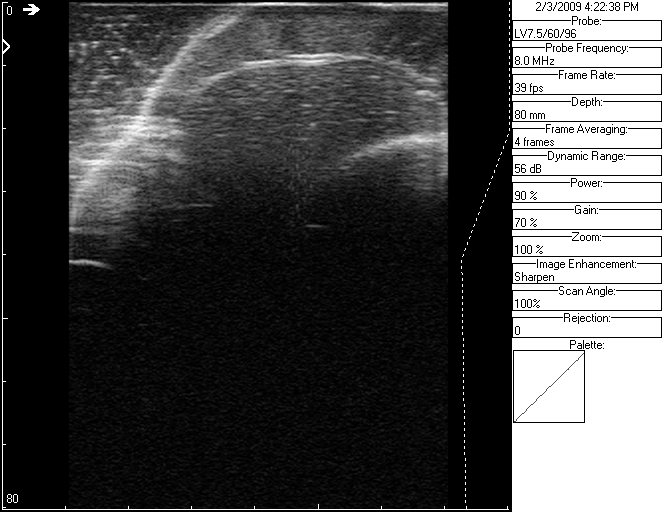 0
80
2/3/2009 4:22:38 PM
Probe:
LV7.5/60/96
Probe Frequency:
8.0 MHz
Frame Rate:
39 fps
Depth:
80 mm
Frame Averaging:
4 frames
Dynamic Range:
56 dB
Power:
90 %
Gain:
70 %
Zoom:
100 %
Image Enhancement:
Sharpen
Scan Angle:
100%
Rejection:
0
Palette: